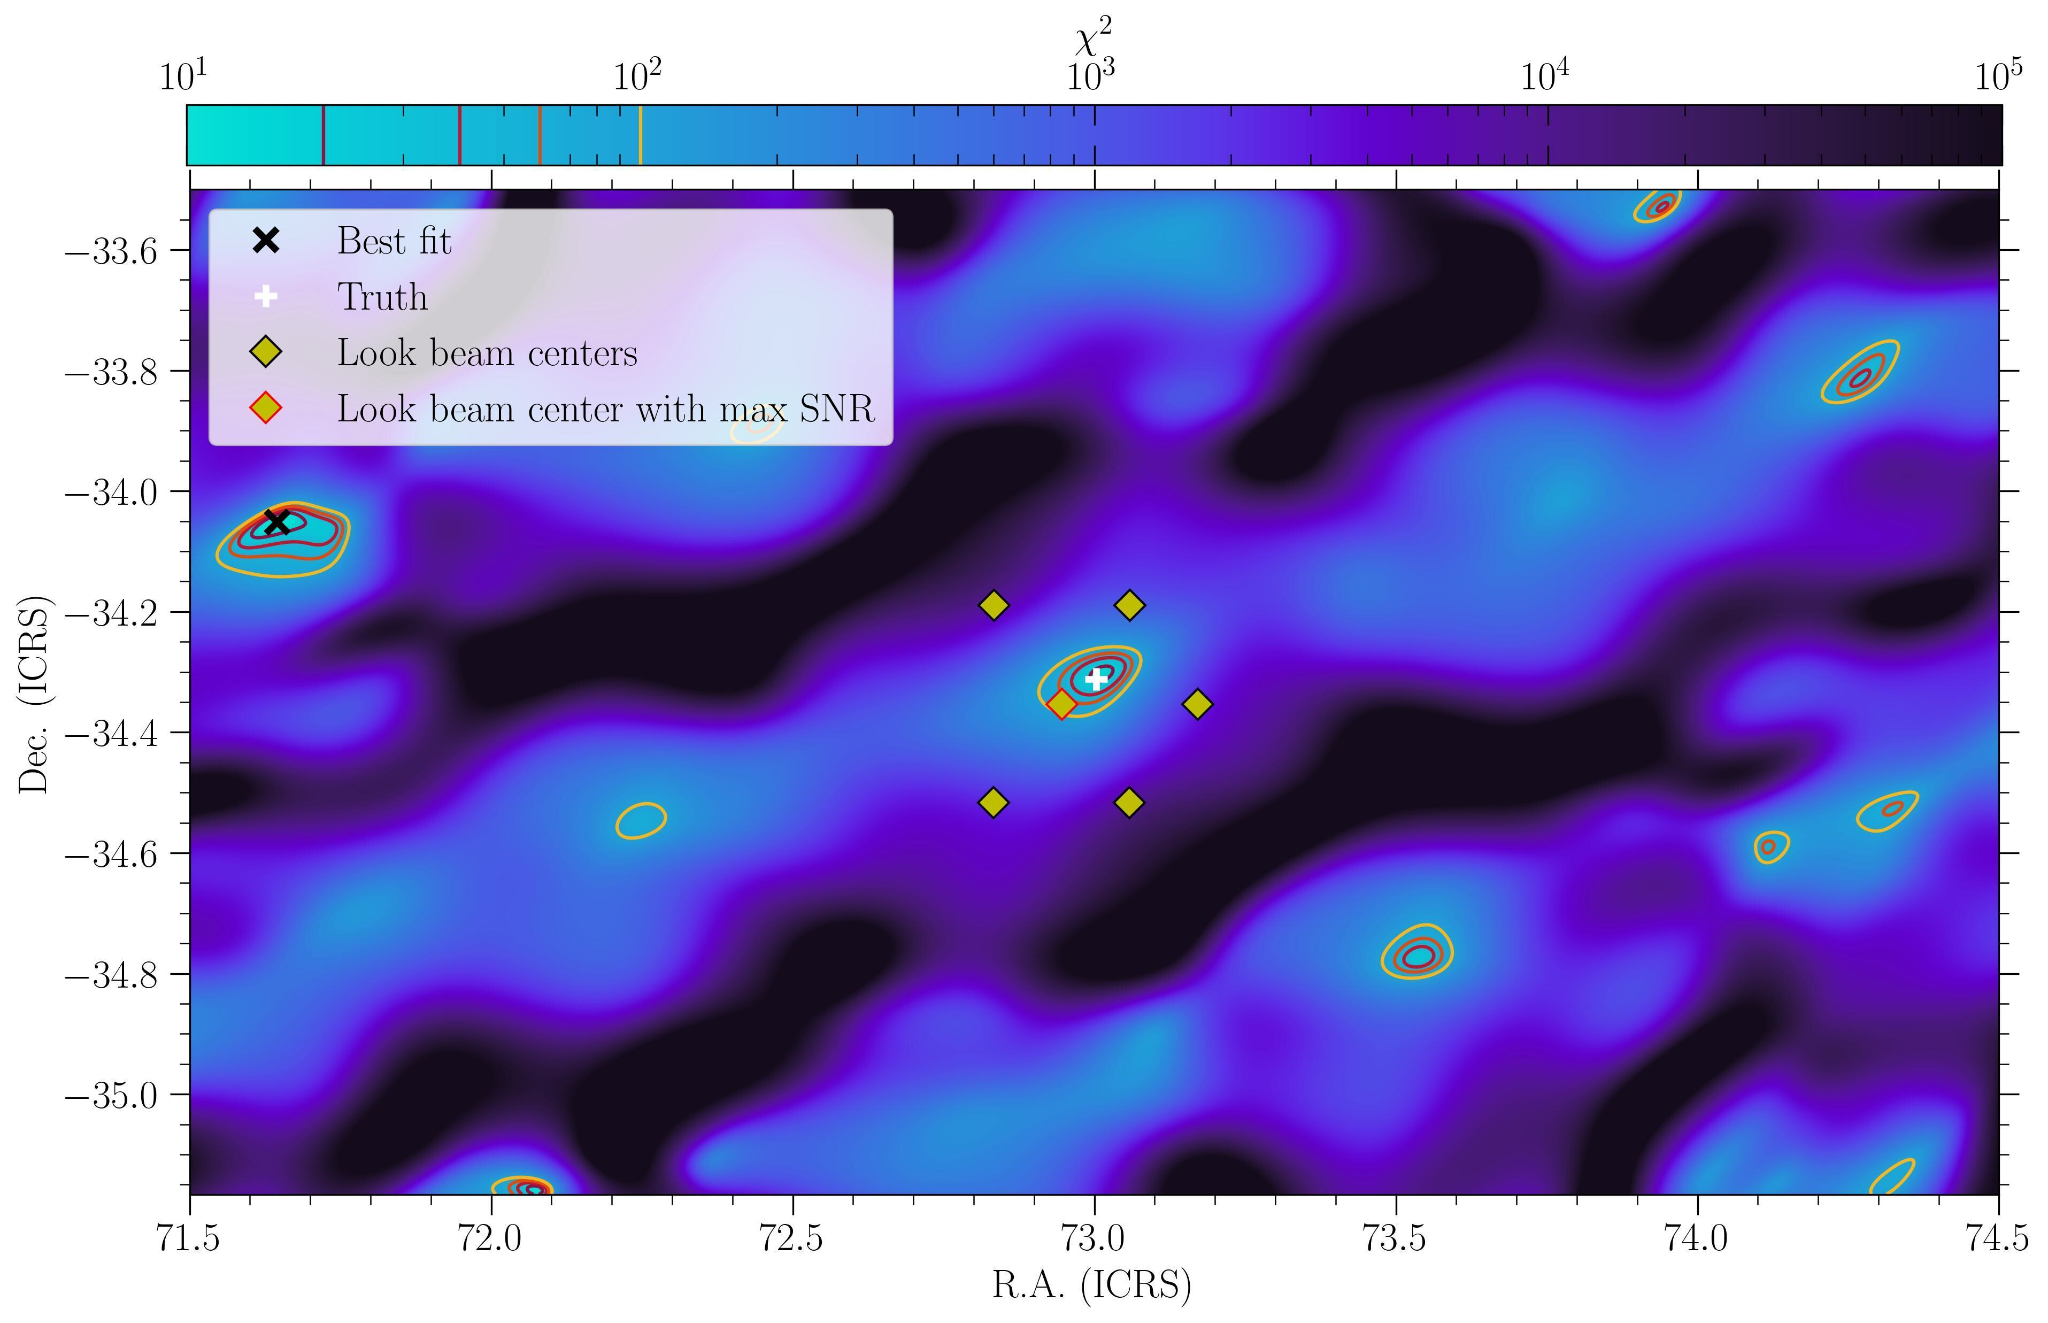 χ²
10¹ 10² 10³ 10⁴ 10⁵
Best fit
Truth
Look beam centers
Look beam center with max SNR
−33.6
−33.8
−34.0
−34.2
−34.4
−34.6
−34.8
−35.0
Dec. (ICRS)
71.5 72.0 72.5 73.0 73.5 74.0 74.5
R.A. (ICRS)